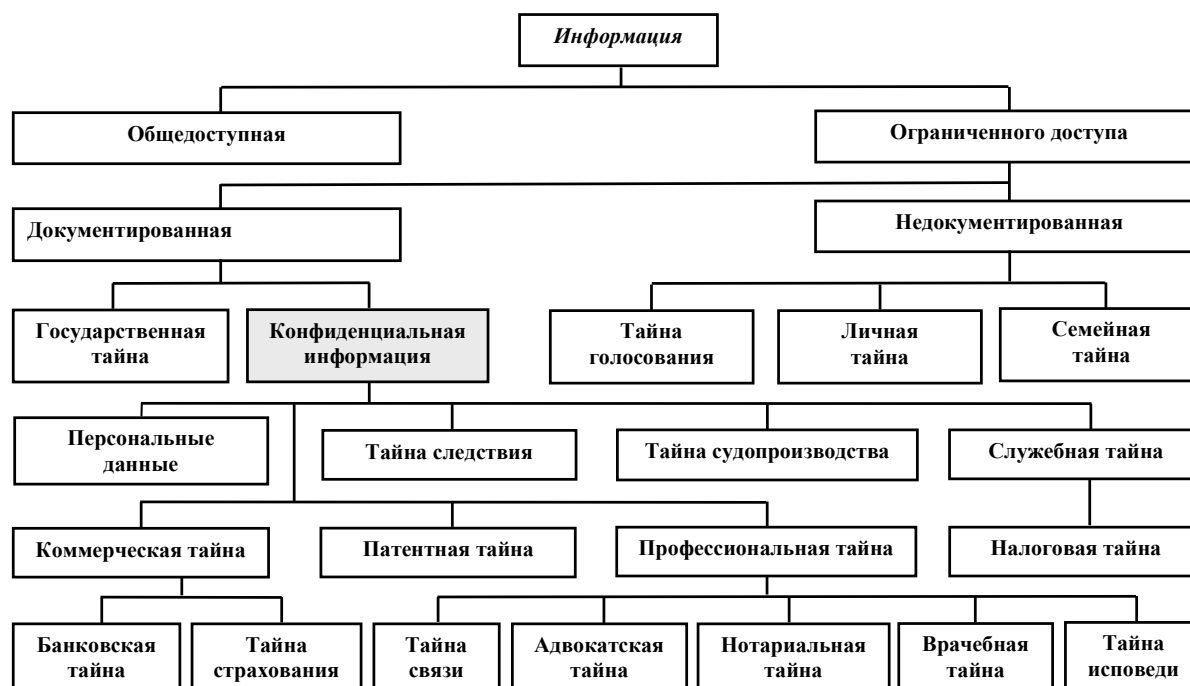 Информация
Общедоступная
Ограниченного доступа
Документированная
Недокументированная
Государственная
тайна
Конфиденциальная
информация
Тайна
голосования
Личная
тайна
Семейная
тайна
Персональные
данные
Тайна следствия
Тайна судопроизводства
Служебная тайна
Коммерческая тайна
Патентная тайна
Профессиональная тайна
Налоговая тайна
Банковская
тайна
Тайна
страхования
Тайна
связи
Адвокатская
тайна
Нотариальная
тайна
Врачебная
тайна
Тайна
исповеди